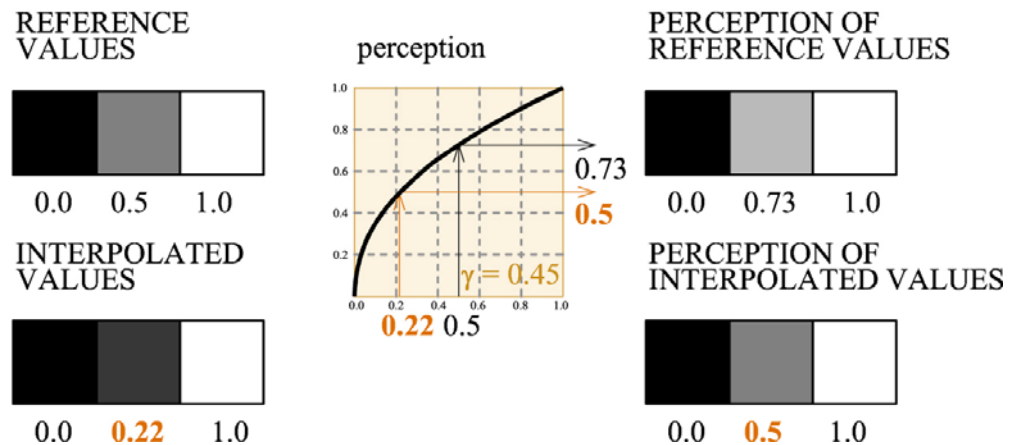 REFERENCE
VALUES
0.0 0.5 1.0
perception
1.0
0.8
0.6
0.4
0.2
0.0 0.2 0.4 0.6 0.8 1.0
γ = 0.45
0.73
0.5
0.22 0.5
PERCEPTION OF
REFERENCE VALUES
0.0 0.73 1.0
INTERPOLATED
VALUES
0.0 0.22 1.0
PERCEPTION OF
INTERPOLATED VALUES
0.0 0.5 1.0